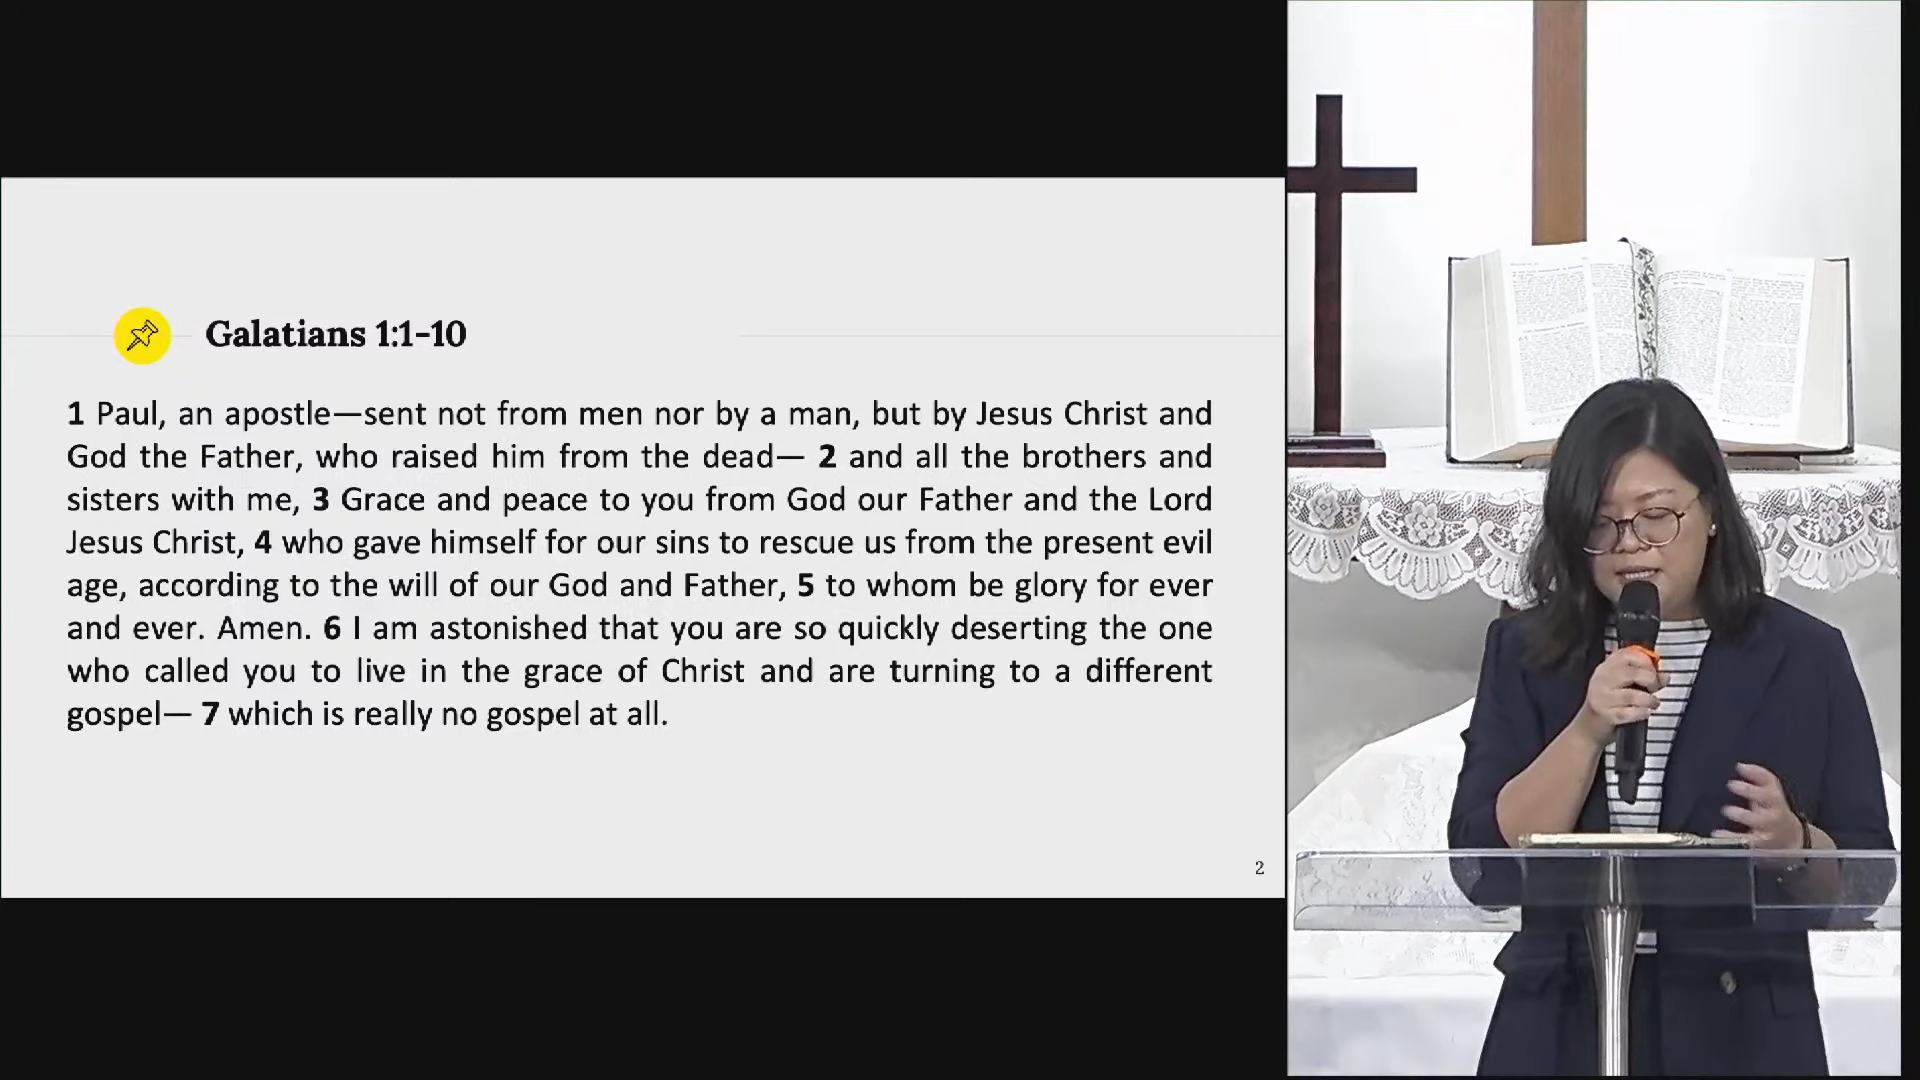 Galatians 1:1-10
1 Paul, an apostle—sent not from men nor by a man, but by Jesus Christ and
God the Father, who raised him from the dead— 2 and all the brothers and
sisters with me, 3 Grace and peace to you from God our Father and the Lord
Jesus Christ, 4 who gave himself for our sins to rescue us from the present evil
age, according to the will of our God and Father, 5 to whom be glory for ever
and ever. Amen. 6 I am astonished that you are so quickly deserting the one
who called you to live in the grace of Christ and are turning to a different
gospel— 7 which is really no gospel at all.
2